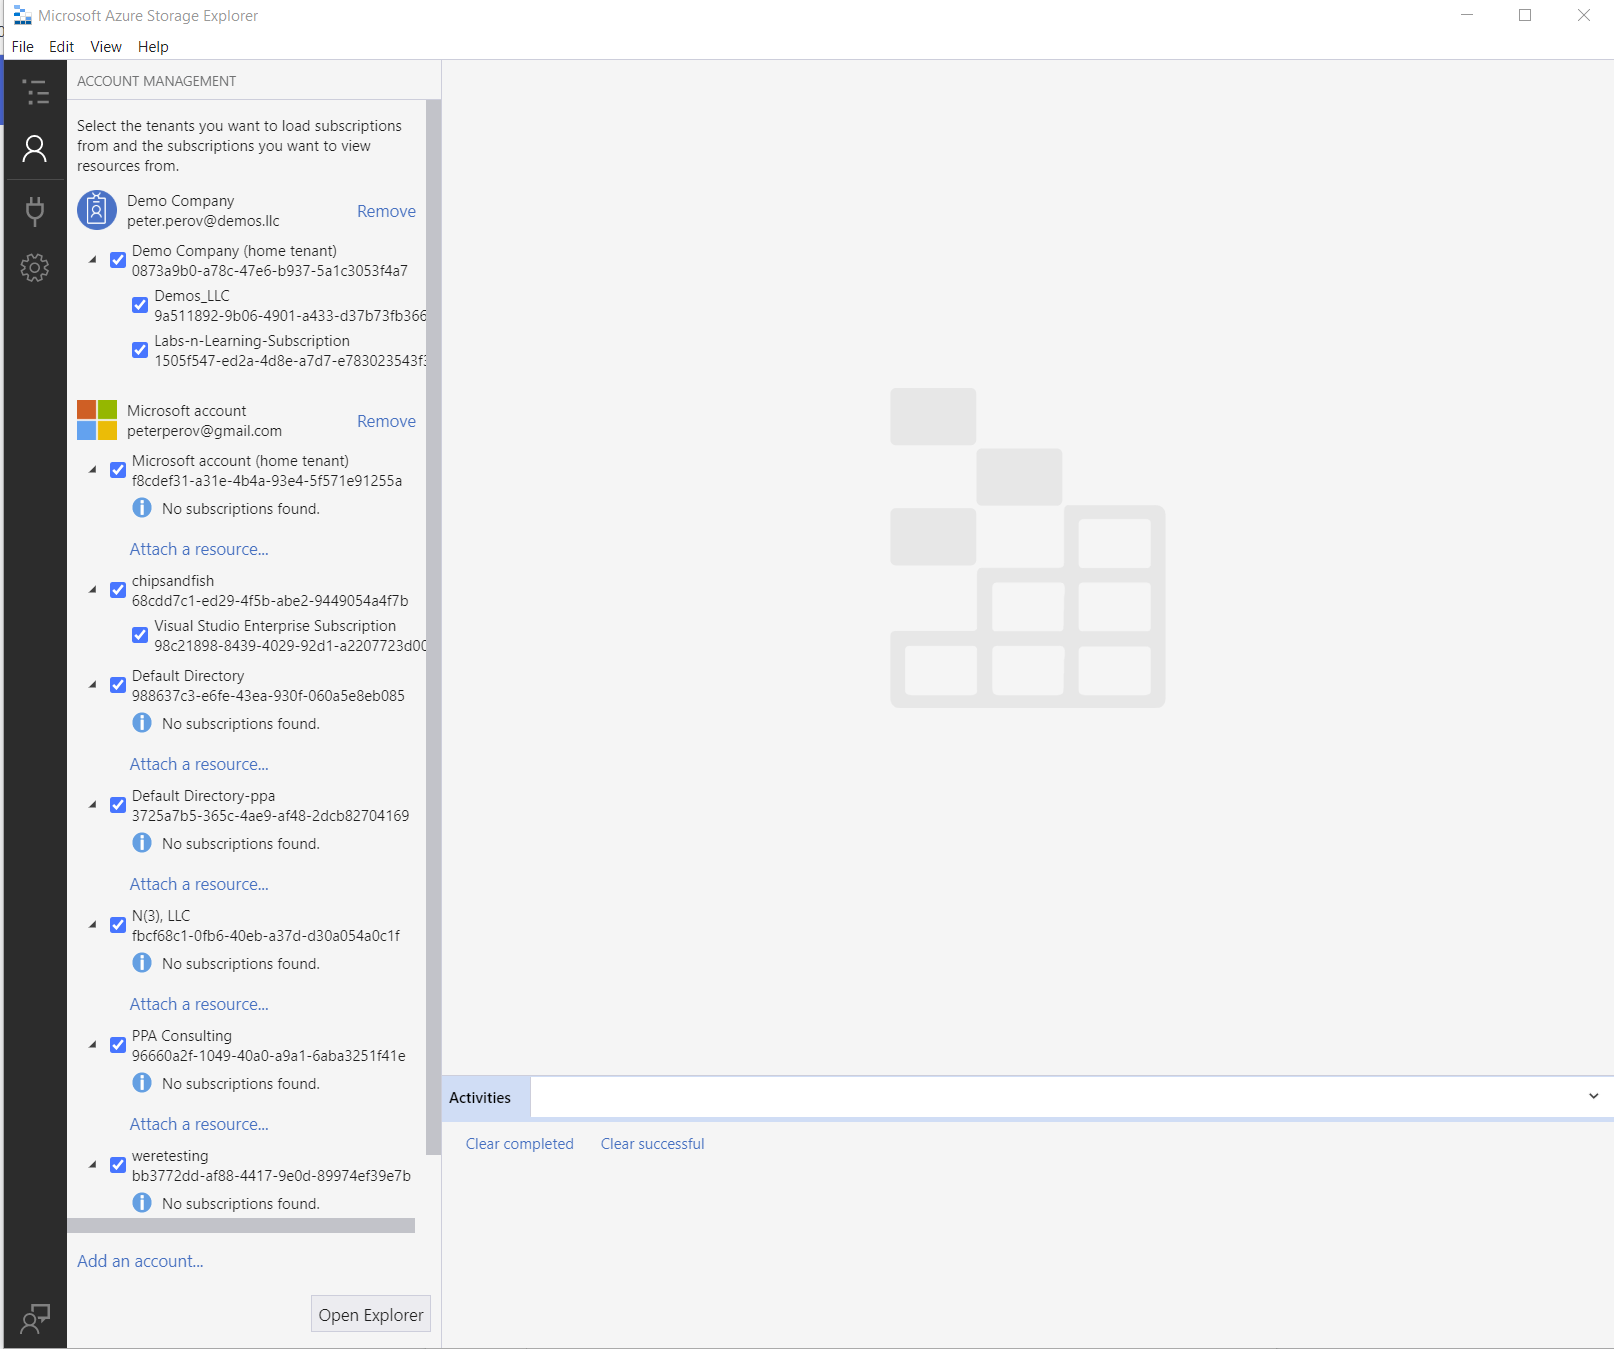 Microsoft Azure Storage Explorer
File Edit View Help
ACCOUNT MANAGEMENT
Select the tenants you want to load subscriptions
from and the subscriptions you want to view
resources from.
Demo Company
peter.perov@demos.llc
Remove
Demo Company (home tenant)
0873a9b0-a78c-47e6-b937-5a1c3053f4a7
Demos_LLC
9a511892-9b06-4901-a433-d37b73fb366
Labs-n-Learning-Subscription
1505f547-ed2a-4d8e-a7d7-e783023543f3
Microsoft account
peterperov@gmail.com
Remove
Microsoft account (home tenant)
f8cdef31-a31e-4b4a-93e4-5f571e91255a
No subscriptions found.
Attach a resource...
chipsandfish
68cdd7c1-ed29-4f5b-abe2-9449054a4f7b
Visual Studio Enterprise Subscription
98c21898-8439-4029-92d1-a2207723d00
Default Directory
988637c3-e6fe-43ea-930f-060a5e8eb085
No subscriptions found.
Attach a resource...
Default Directory-ppa
3725a7b5-365c-4ae9-af48-2dcb82704169
No subscriptions found.
Attach a resource...
N(3), LLC
fbcf68c1-0fb6-40eb-a37d-d30a054a0c1f
No subscriptions found.
Attach a resource...
PPA Consulting
96660a2f-1049-40a0-a9a1-6aba3251f41e
No subscriptions found.
Attach a resource...
weretesting
bb3772dd-af88-4417-9e0d-89974ef39e7b
No subscriptions found.
Add an account...
Open Explorer
Activities
Clear completed Clear successful